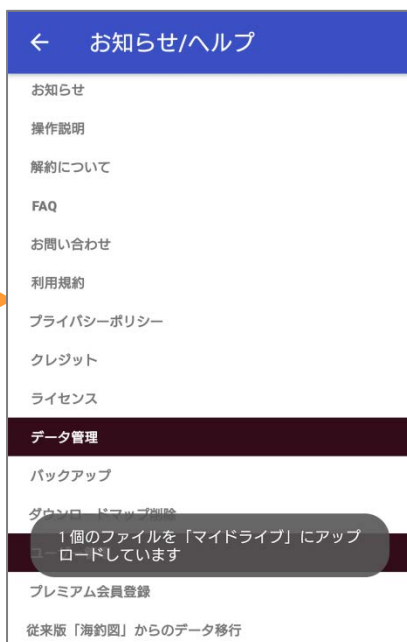 ← お知らせ/ヘルプ
お知らせ
操作説明
解約について
FAQ
お問い合わせ
利用規約
プライバシーポリシー
クレジット
ライセンス
データ管理
バックアップ
ダウンロードマップ削除
1個のファイルを「マイドライブ」にアップ
ロードしています
プレミアム会員登録
従来版「海釣図」からのデータ移行